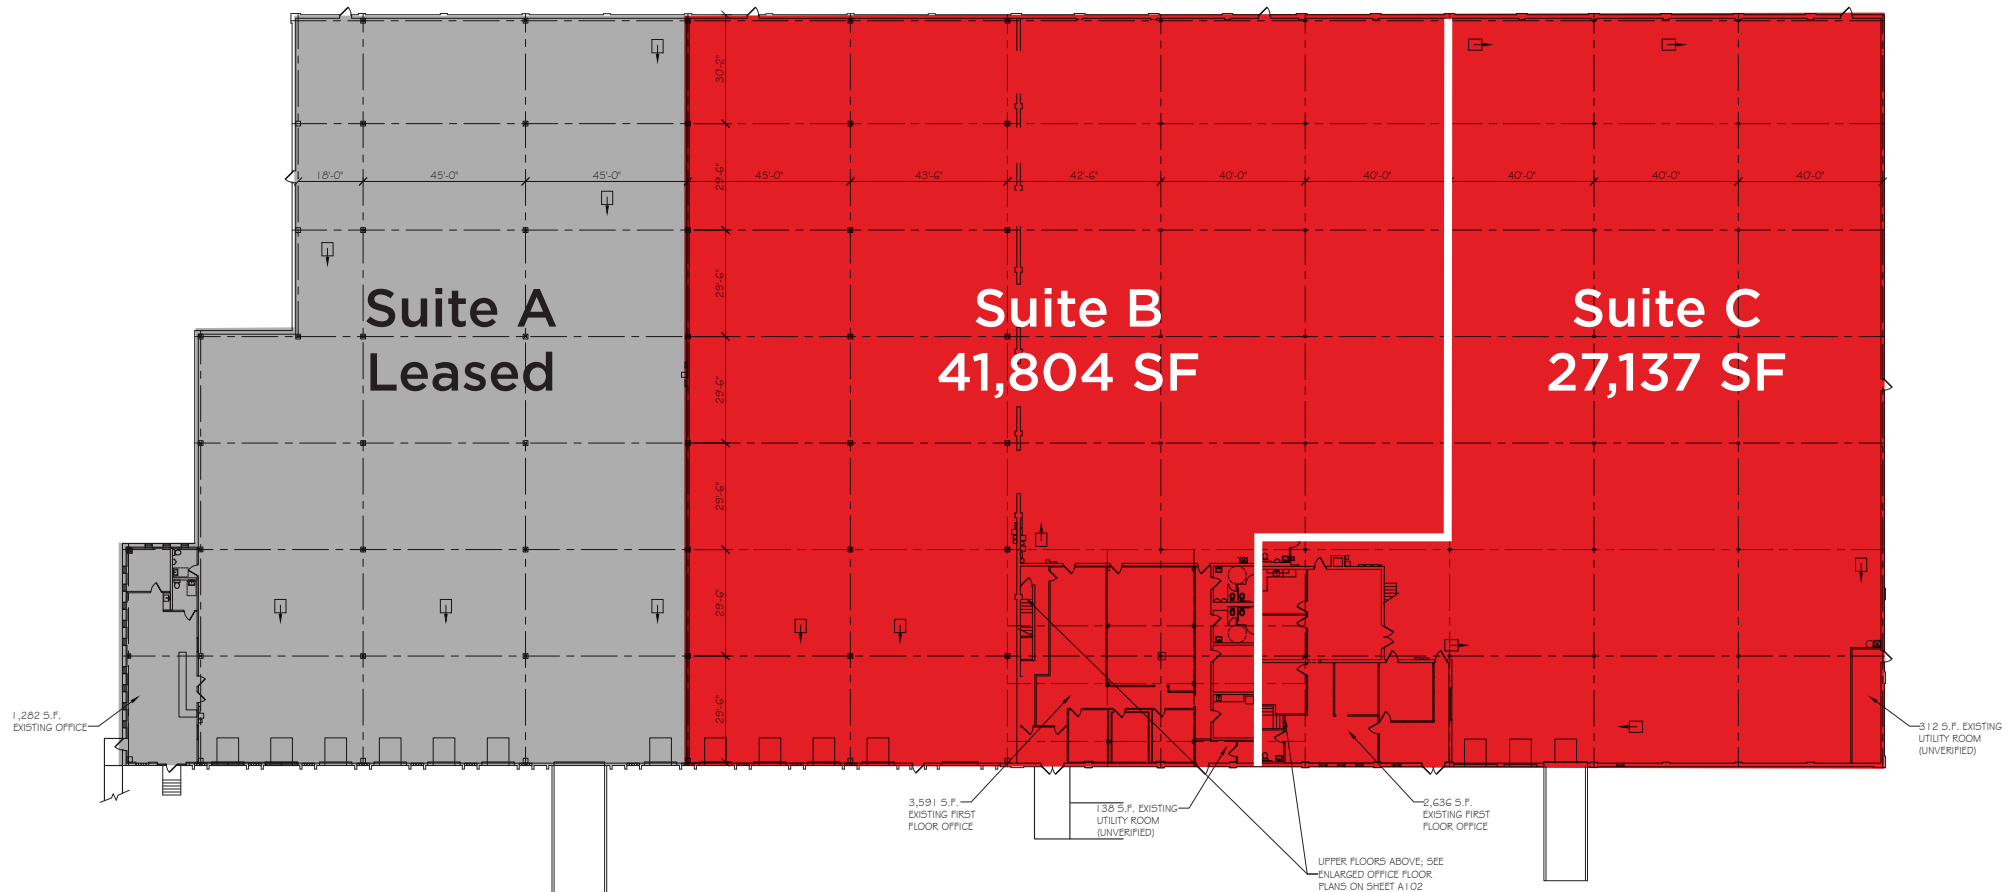 30'-2"
18'-0" 45'-0" 45'-0" 45'-0" 43'-6" 42'-6" 40'-0" 40'-0" 40'-0" 40'-0" 40'-0"
29'-6"
29'-6"
Suite A
Leased
Suite B
41,804 SF
Suite C
27,137 SF
29'-6"
29'-6"
29'-6"
29'-6"
1,282 S.F.
EXISTING OFFICE
3,591 S.F.
EXISTING FIRST
FLOOR OFFICE
138 S.F. EXISTING
UTILITY ROOM
(UNVERIFIED)
2,636 S.F.
EXISTING FIRST
FLOOR OFFICE
312 S.F. EXISTING
UTILITY ROOM
(UNVERIFIED)
UPPER FLOORS ABOVE; SEE
ENLARGED OFFICE FLOOR
PLANS ON SHEET A102